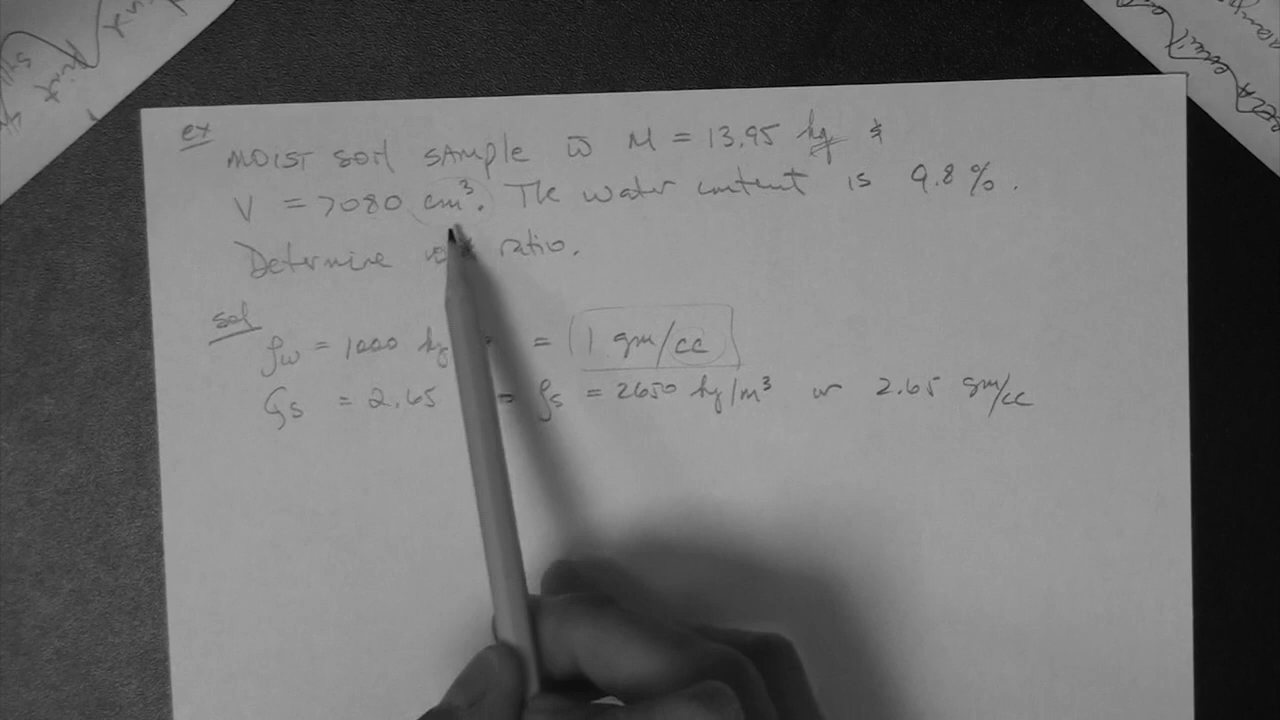 ex
MOIST SOIL SAMPLE w̅ M = 13.95 kg &
V = 7080 cm³. The water content is 9.8%.
Determine ratio.
sol
ρw = 1000 kg = 1 gm/cc
Gs = 2.65 = ρs = 2650 kg/m³ or 2.65 gm/cc